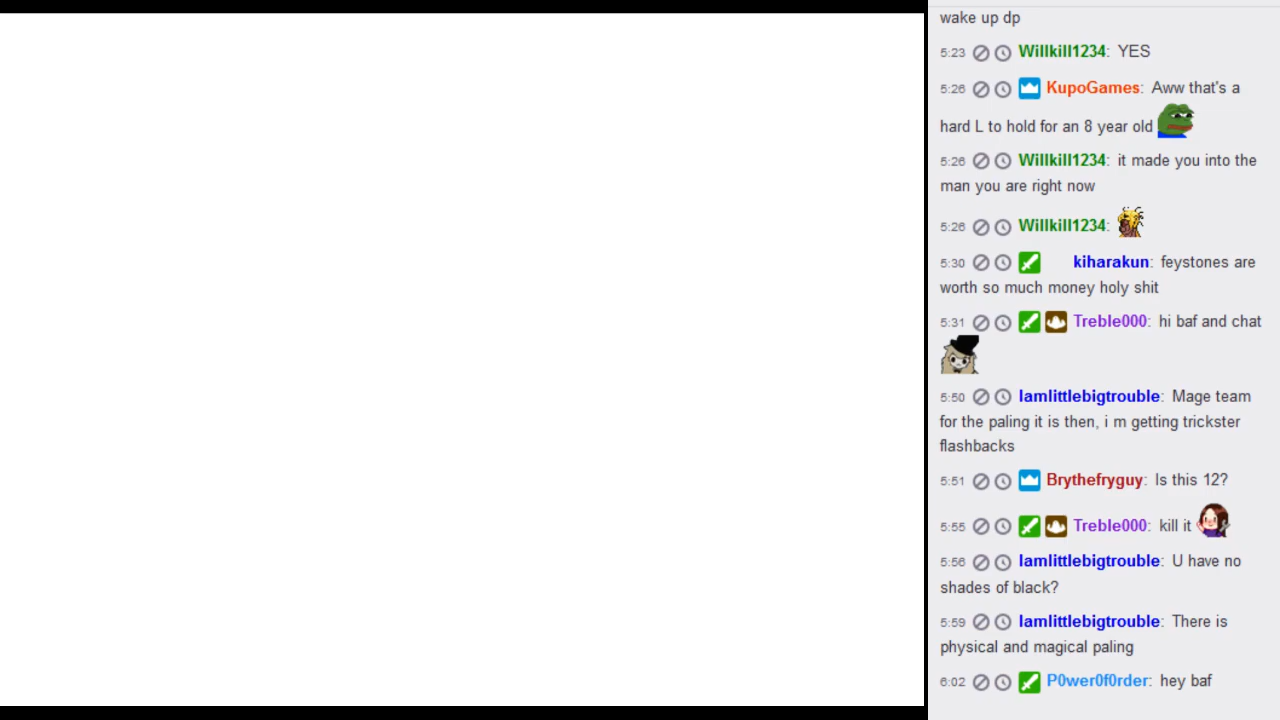 wake up dp
5:23 Willkill1234: YES
5:26 KupoGames: Aww that's a
hard L to hold for an 8 year old
5:26 Willkill1234: it made you into the
man you are right now
5:26 Willkill1234:
5:30 kiharakun: feystones are
worth so much money holy shit
5:31 Treble000: hi baf and chat
5:50 Iamlittlebigtrouble: Mage team
for the paling it is then, i m getting trickster
flashbacks
5:51 Brythefryguy: Is this 12?
5:55 Treble000: kill it
5:56 Iamlittlebigtrouble: U have no
shades of black?
5:59 Iamlittlebigtrouble: There is
physical and magical paling
6:02 P0wer0f0rder: hey baf